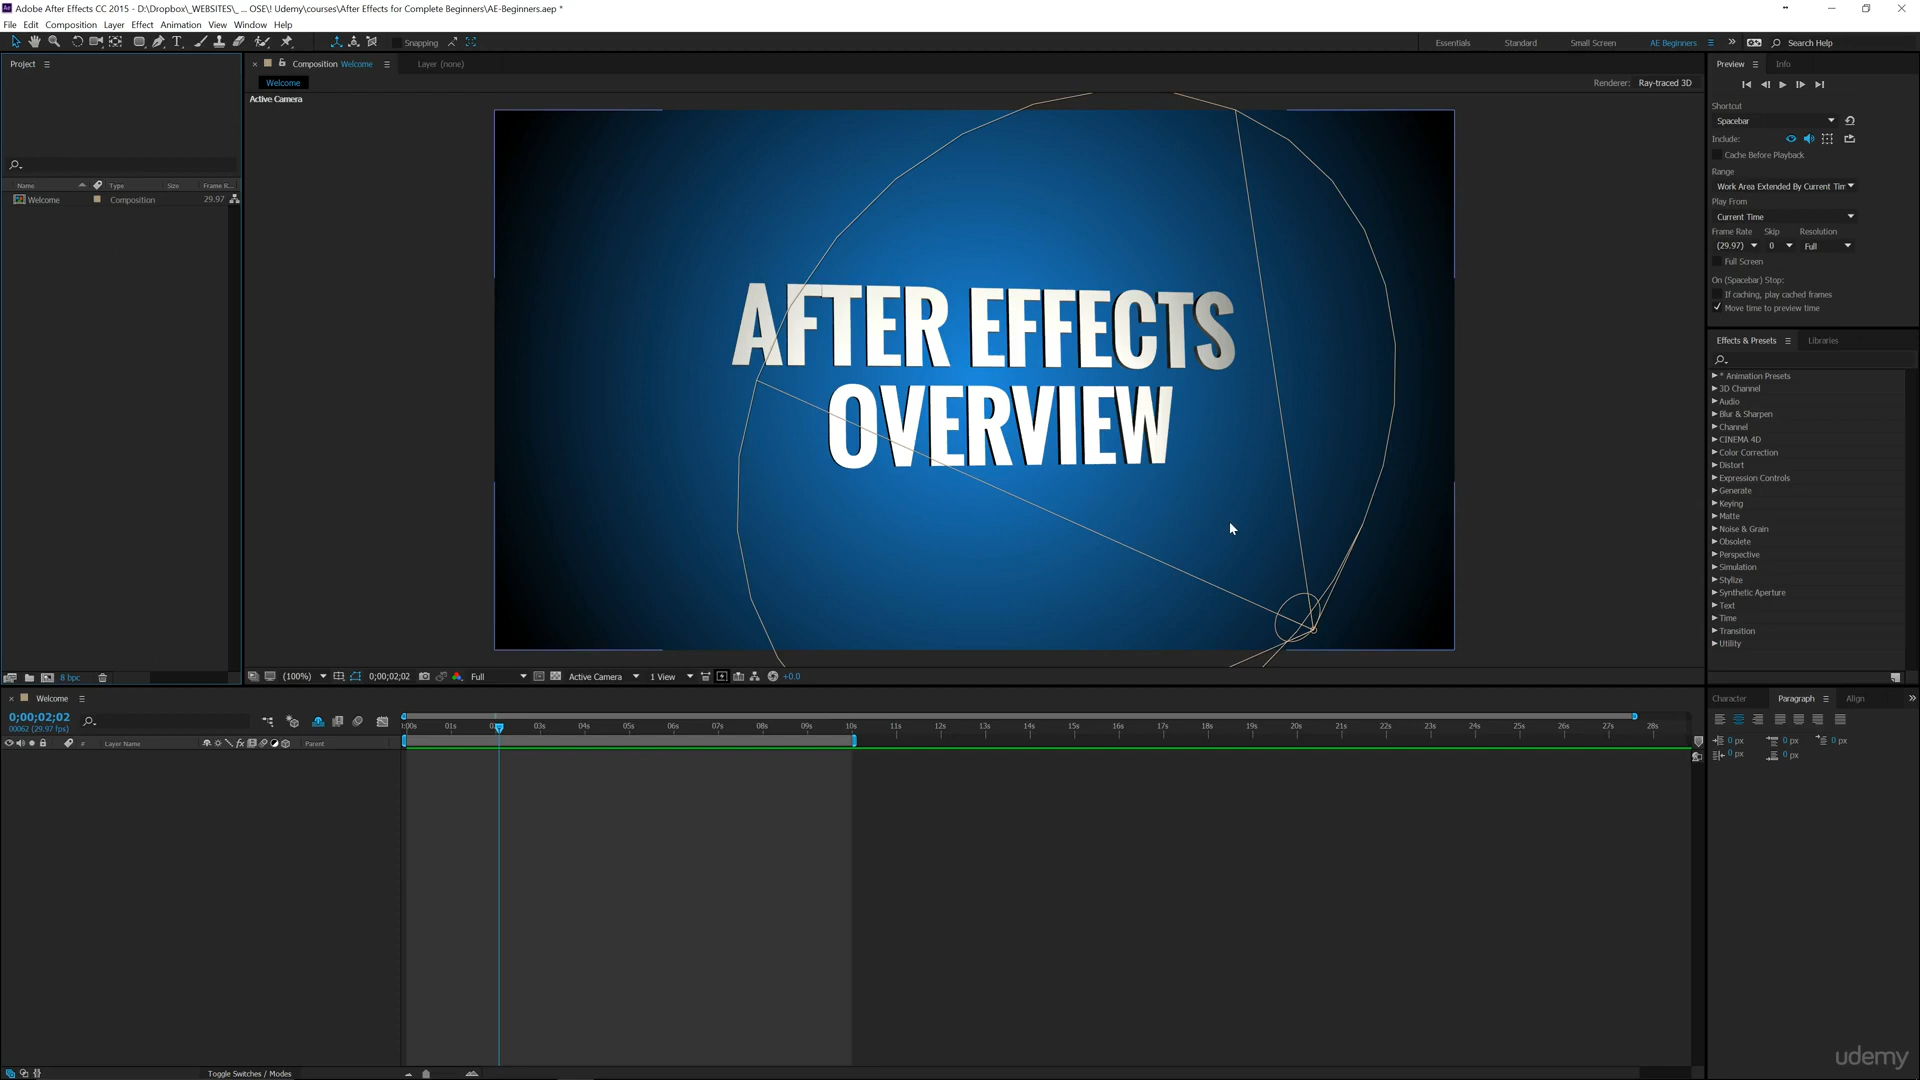 Adobe After Effects CC 2015 - D:\Dropbox\_WEBSITES\_ ... OSE\! Udemy\courses\After Effects for Complete Beginners\AE-Beginners.aep *
File Edit Composition Layer Effect Animation View Window Help
Snapping
Essentials Standard Small Screen AE Beginners Search Help
Project
Composition Welcome Layer (none)
Preview Info
Welcome
Renderer: Ray-traced 3D
Active Camera
Shortcut
Spacebar
Include:
Cache Before Playback
Range
Work Area Extended By Current Tim
Play From
Current Time
Frame Rate Skip Resolution
(29.97) 0 Full
Full Screen
On (Spacebar) Stop:
If caching, play cached frames
Move time to preview time
Name Type Size Frame R...
Welcome Composition 29.97
AFTER EFFECTS
OVERVIEW
Effects & Presets Libraries
* Animation Presets
3D Channel
Audio
Blur & Sharpen
Channel
CINEMA 4D
Color Correction
Distort
Expression Controls
Generate
Keying
Matte
Noise & Grain
Obsolete
Perspective
Simulation
Stylize
Synthetic Aperture
Text
Time
Transition
Utility
8 bpc
(100%) 0;00;02;02 Full Active Camera 1 View +0.0
Welcome
0;00;02;02
00062 (29.97 fps)
# Layer Name Parent
:00s 01s 03s 04s 05s 06s 07s 08s 09s 10s 11s 12s 13s 14s 15s 16s 17s 18s 19s 20s 21s 22s 23s 24s 25s 26s 27s 28s
Character Paragraph Align
0 px 0 px 0 px
0 px 0 px
Toggle Switches / Modes
udemy